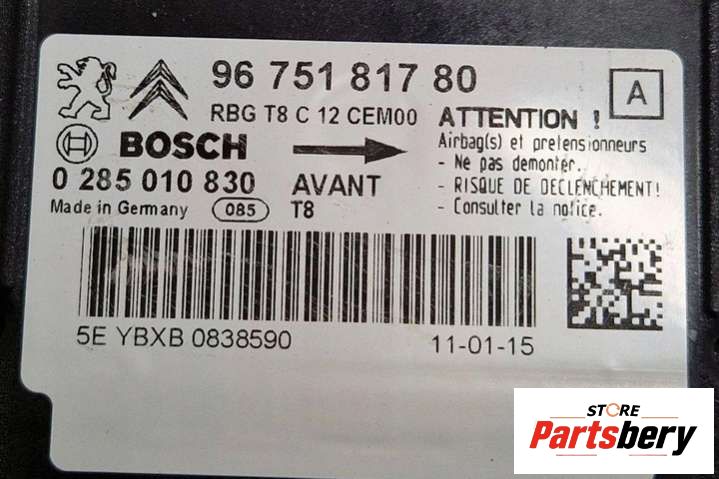 96 751 817 80
A
RBG T8 C 12 CEM00
ATTENTION !
BOSCH
Airbag(s) et pretensionneurs
- Ne pas demonter.
0 285 010 830
AVANT
- RISQUE DE DECLENCHEMENT!
Made in Germany
085
T8
- Consulter la notice.
5E YBXB 0838590
11-01-15
STORE
Partsbery